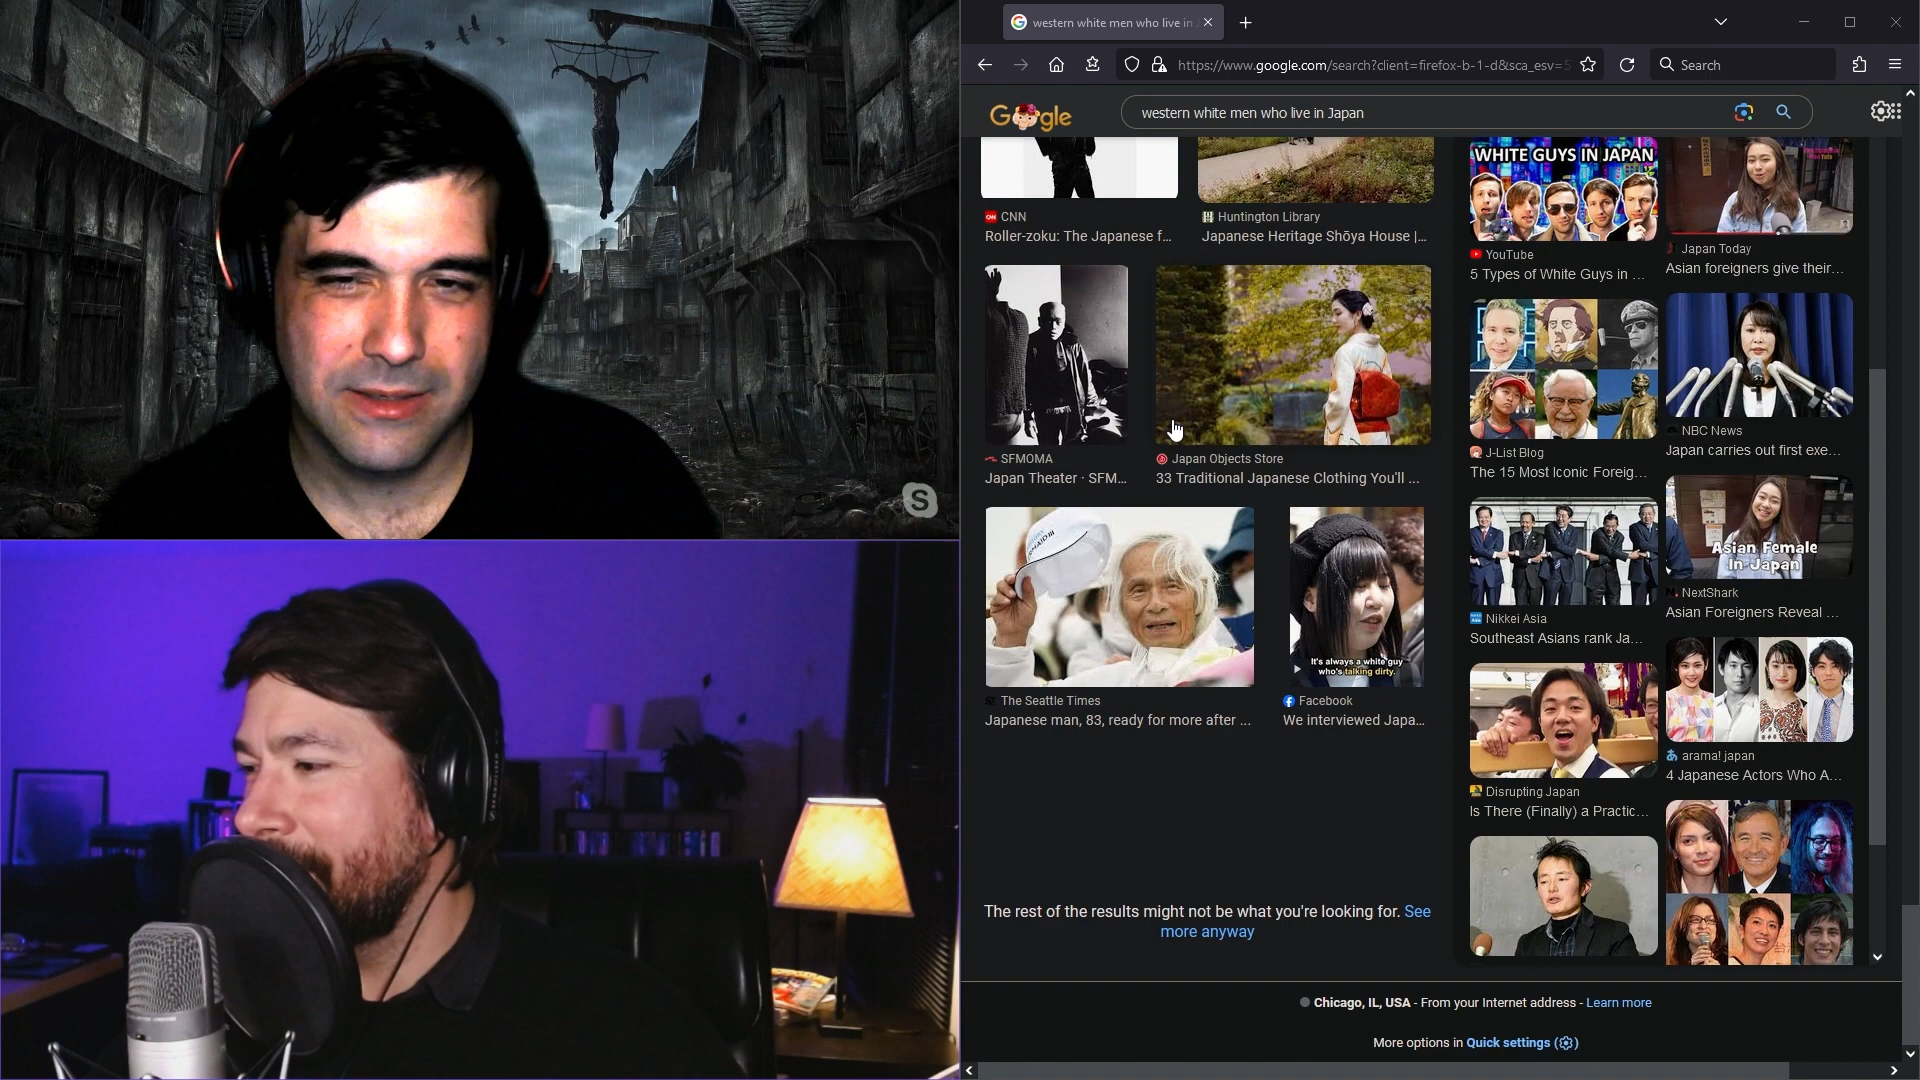 western white men who live in
https://www.google.com/search?client=firefox-b-1-d&sca_esv=5
Search
Google
western white men who live in Japan
CNN
Roller-zoku: The Japanese f...
Huntington Library
Japanese Heritage Shōya House |...
SFMOMA
Japan Theater · SFM...
Japan Objects Store
33 Traditional Japanese Clothing You'll ...
It's always a white guy
who's talking dirty.
The Seattle Times
Japanese man, 83, ready for more after ...
Facebook
We interviewed Japa...
The rest of the results might not be what you're looking for. See
more anyway
WHITE GUYS IN JAPAN
YouTube
5 Types of White Guys in ...
J-List Blog
The 15 Most Iconic Foreig...
Nikkei Asia
Southeast Asians rank Ja...
Disrupting Japan
Is There (Finally) a Practic...
Japan Today
Asian foreigners give their...
NBC News
Japan carries out first exe...
Asian Female
In Japan
NextShark
Asian Foreigners Reveal ...
arama! japan
4 Japanese Actors Who A...
Chicago, IL, USA - From your Internet address - Learn more
More options in Quick settings